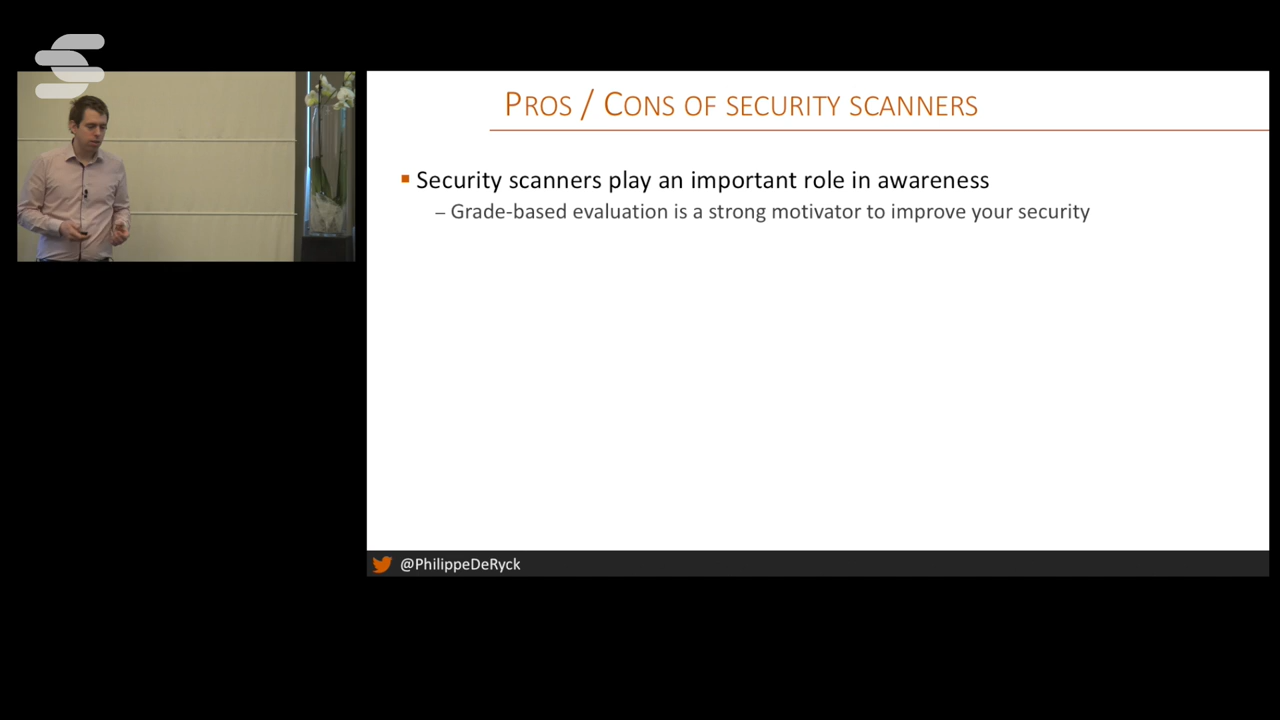 PROS / CONS OF SECURITY SCANNERS
▪ Security scanners play an important role in awareness
– Grade-based evaluation is a strong motivator to improve your security
@PhilippeDeRyck